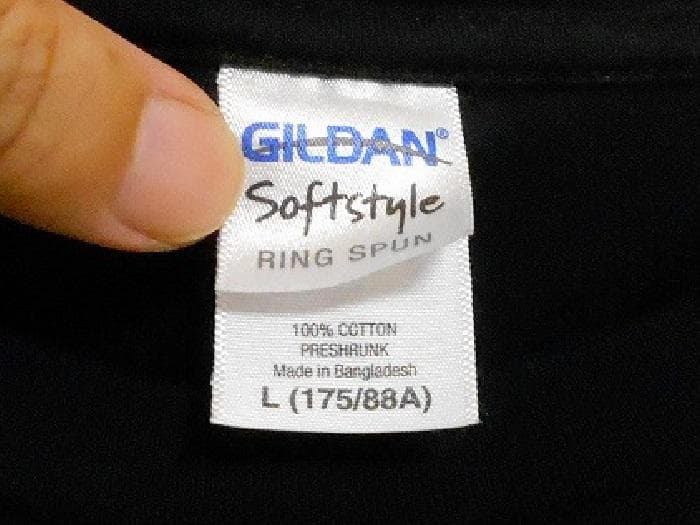 GILDAN®
Softstyle
RING SPUN
100% COTTON
PRESHRUNK
Made in Bangladesh
L (175/88A)